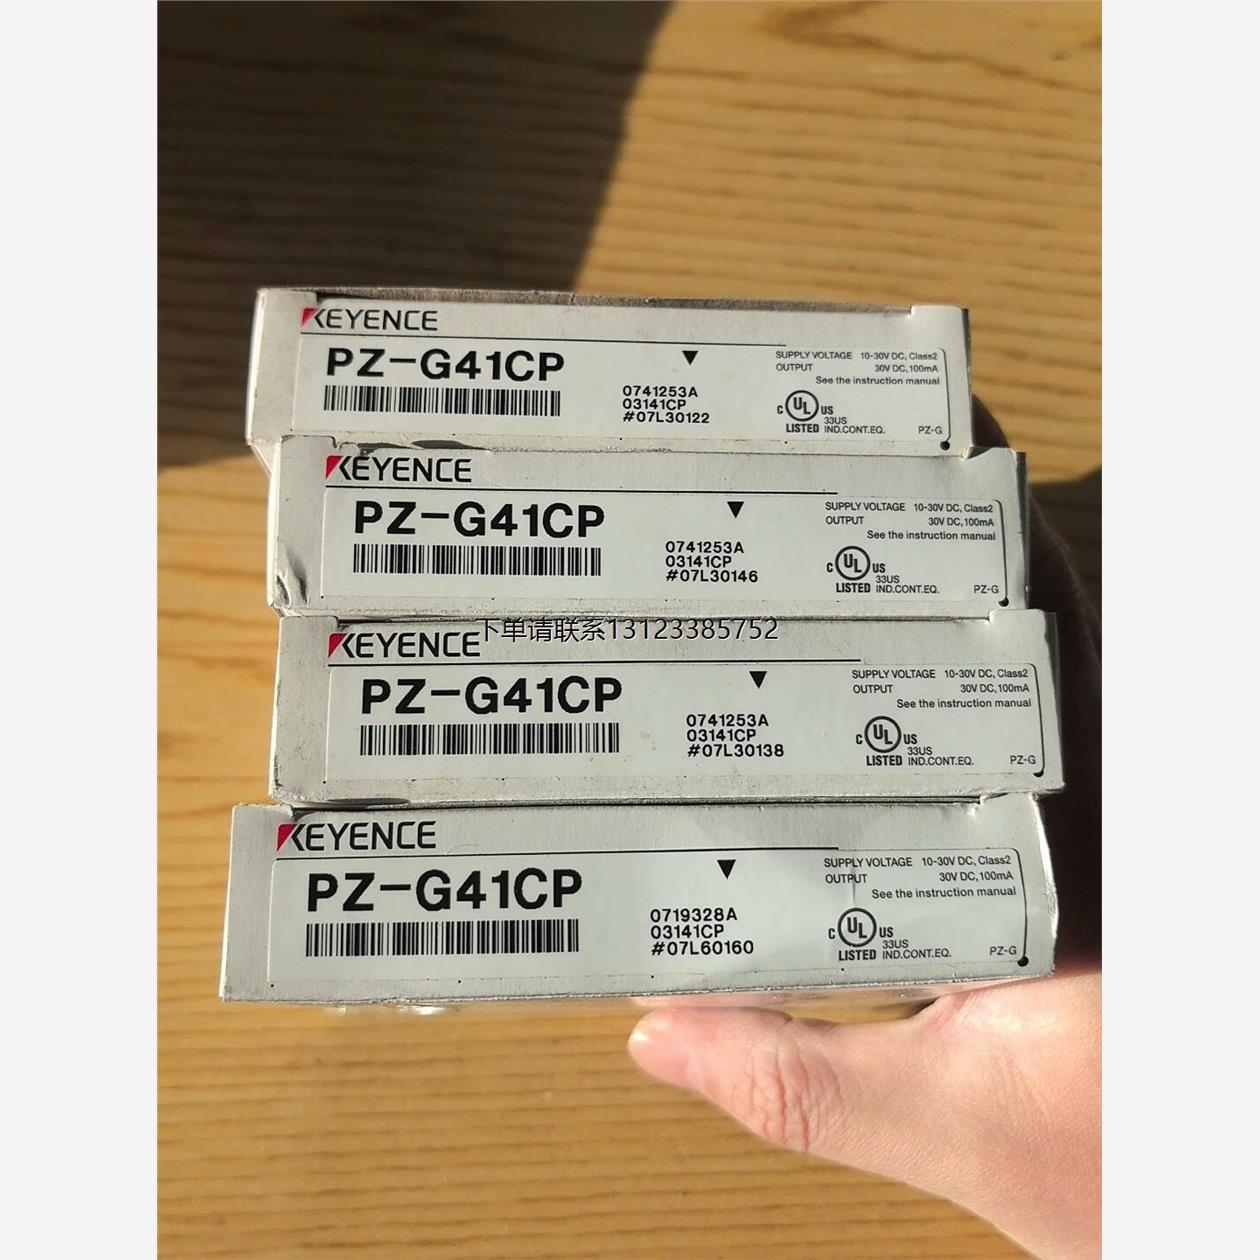 KEYENCE
PZ-G41CP
0741253A
03141CP
#07L30122
SUPPLY VOLTAGE 10-30V DC, Class2
OUTPUT 30V DC, 100mA
See the instruction manual
C UL US
LISTED 33US IND.CONT.EQ.
PZ-G
KEYENCE
PZ-G41CP
0741253A
03141CP
#07L30146
SUPPLY VOLTAGE 10-30V DC, Class2
OUTPUT 30V DC, 100mA
See the instruction manual
C UL US
LISTED 33US IND.CONT.EQ.
PZ-G
下单请联系13123385752
KEYENCE
PZ-G41CP
0741253A
03141CP
#07L30138
SUPPLY VOLTAGE 10-30V DC, Class2
OUTPUT 30V DC, 100mA
See the instruction manual
C UL US
LISTED 33US IND.CONT.EQ.
PZ-G
KEYENCE
PZ-G41CP
0719328A
03141CP
#07L60160
SUPPLY VOLTAGE 10-30V DC, Class2
OUTPUT 30V DC, 100mA
See the instruction manual
C UL US
LISTED 33US IND.CONT.EQ.
PZ-G